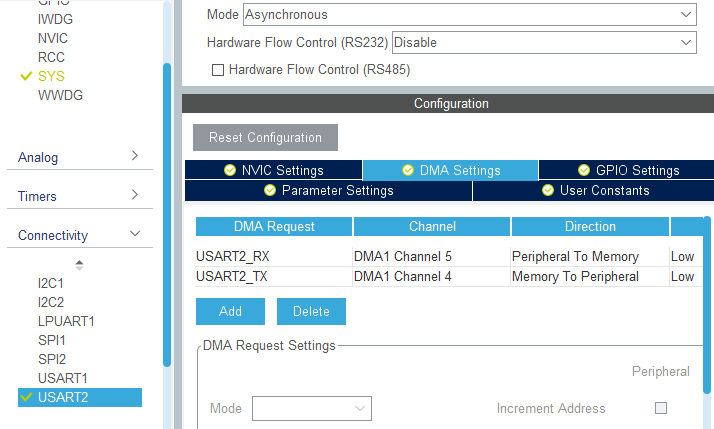 GPIO
IWDG
NVIC
RCC
SYS
WWDG
Analog
Timers
Connectivity
I2C1
I2C2
LPUART1
SPI1
SPI2
USART1
USART2
Mode Asynchronous
Hardware Flow Control (RS232) Disable
Hardware Flow Control (RS485)
Configuration
Reset Configuration
NVIC Settings DMA Settings GPIO Settings
Parameter Settings User Constants
DMA Request Channel Direction
USART2_RX DMA1 Channel 5 Peripheral To Memory Low
USART2_TX DMA1 Channel 4 Memory To Peripheral Low
Add Delete
DMA Request Settings
Peripheral
Mode Increment Address